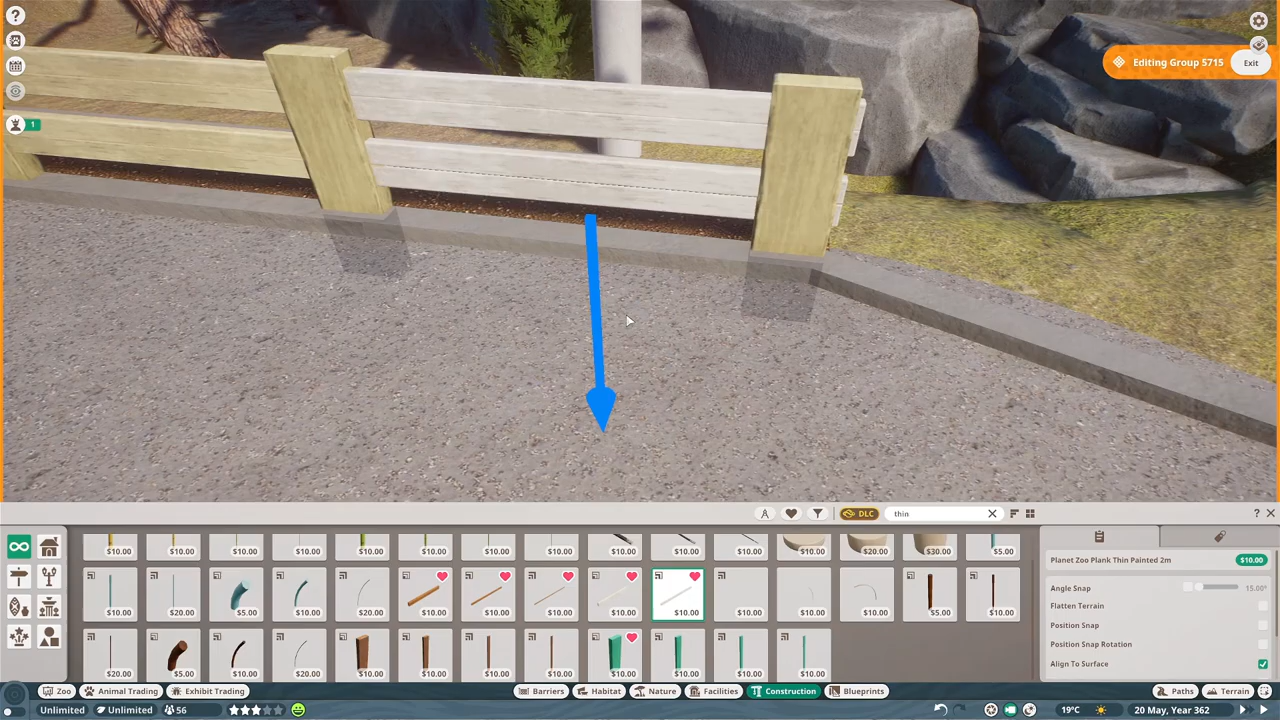 ?
Editing Group 5715
Exit
1
DLC
thin
?
$10.00 $10.00 $10.00 $10.00 $10.00 $10.00 $10.00 $10.00 $10.00 $10.00 $10.00 $10.00 $20.00 $30.00 $5.00
$10.00 $20.00 $5.00 $10.00 $20.00 $10.00 $10.00 $10.00 $10.00 $10.00 $10.00 $10.00 $10.00 $5.00 $10.00
$20.00 $5.00 $10.00 $20.00 $10.00 $10.00 $10.00 $10.00 $10.00 $10.00 $10.00 $10.00
Planet Zoo Plank Thin Painted 2m
$10.00
Angle Snap
15.00°
Flatten Terrain
Position Snap
Position Snap Rotation
Align To Surface
Zoo
Animal Trading
Exhibit Trading
Barriers
Habitat
Nature
Facilities
Construction
Blueprints
Paths
Terrain
Unlimited
Unlimited
56
19°C
20 May, Year 362